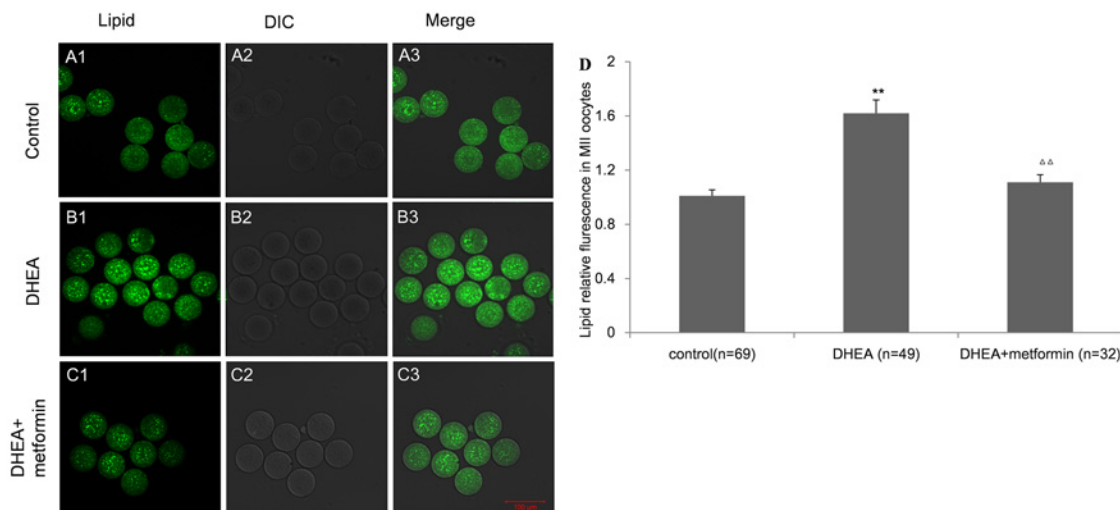 Lipid DIC Merge
Control
A1 A2 A3
DHEA
B1 B2 B3
DHEA+
metformin
C1 C2 C3
D
Lipid relative flurescence in MII oocytes
2
1.6
1.2
0.8
0.4
0
**
△△
control(n=69) DHEA (n=49) DHEA+metformin (n=32)